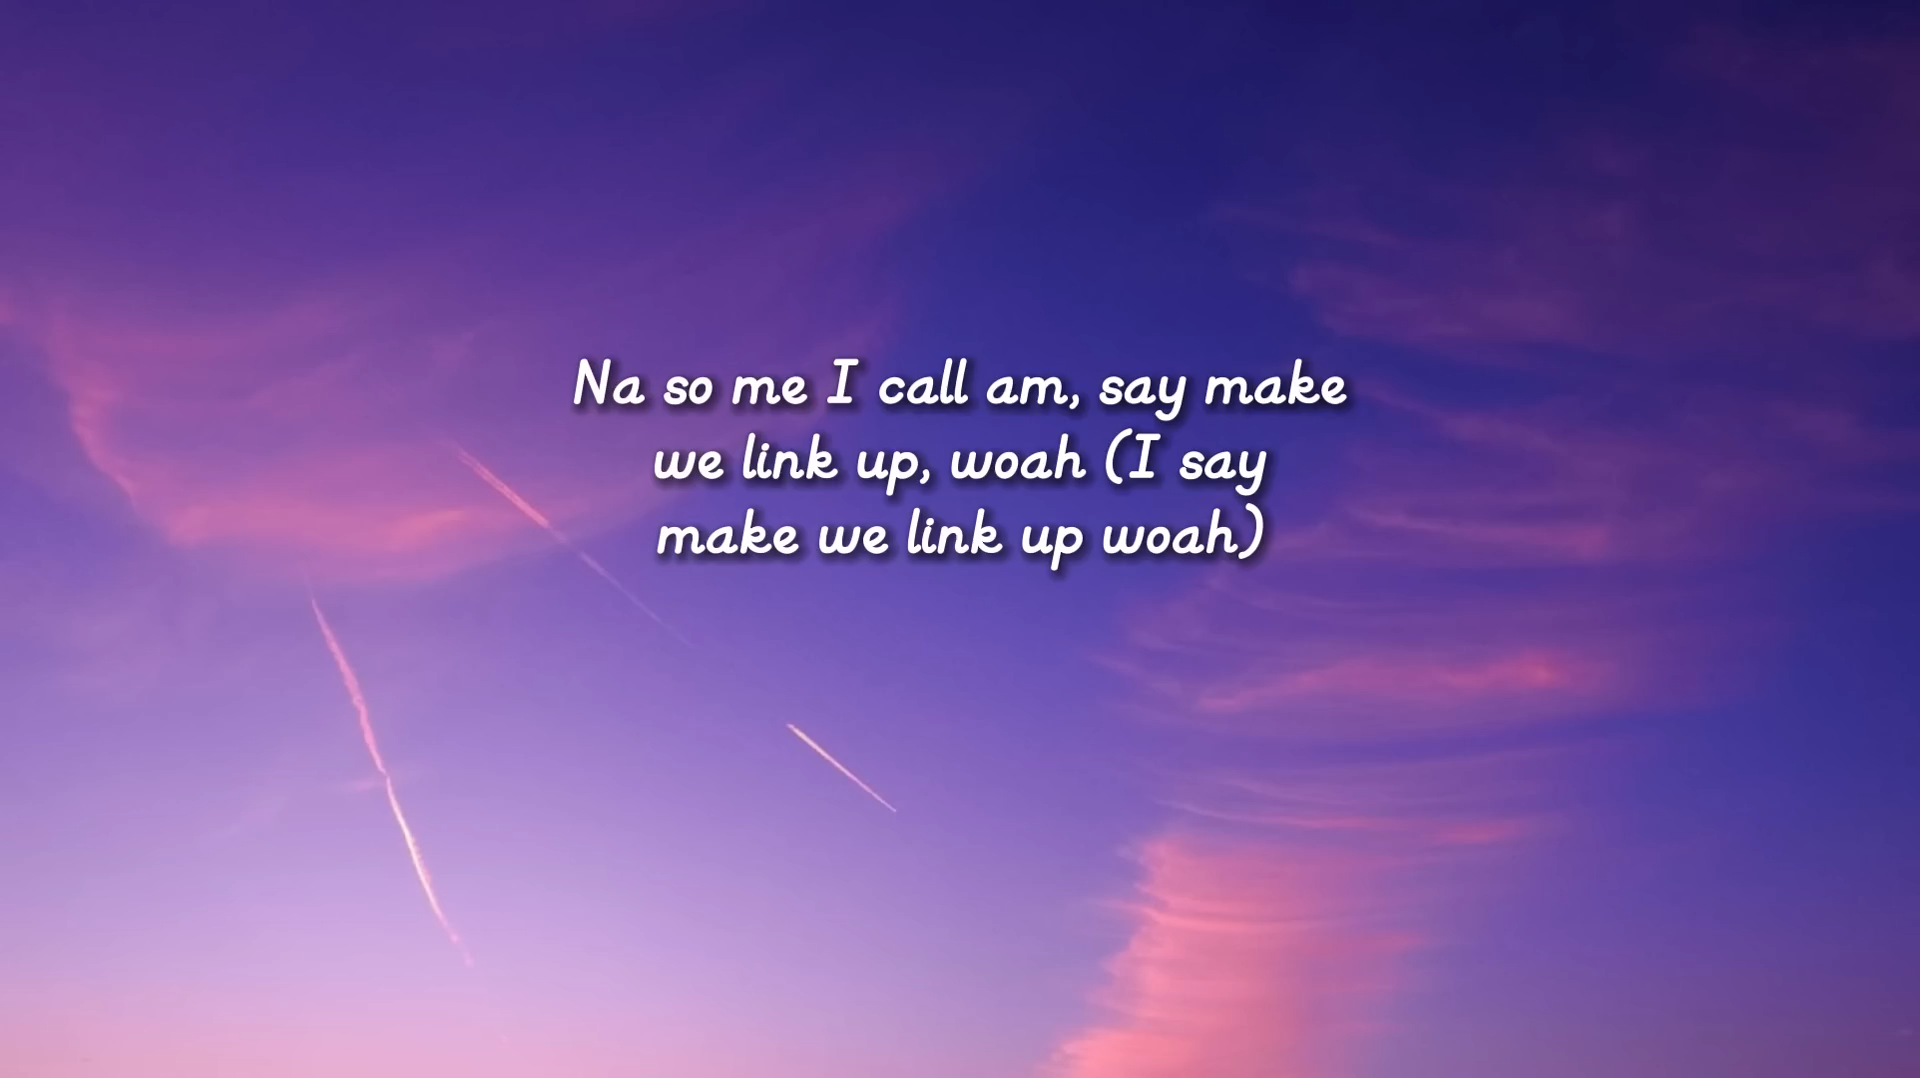 Na so me I call am, say make
we link up, woah (I say
make we link up woah)